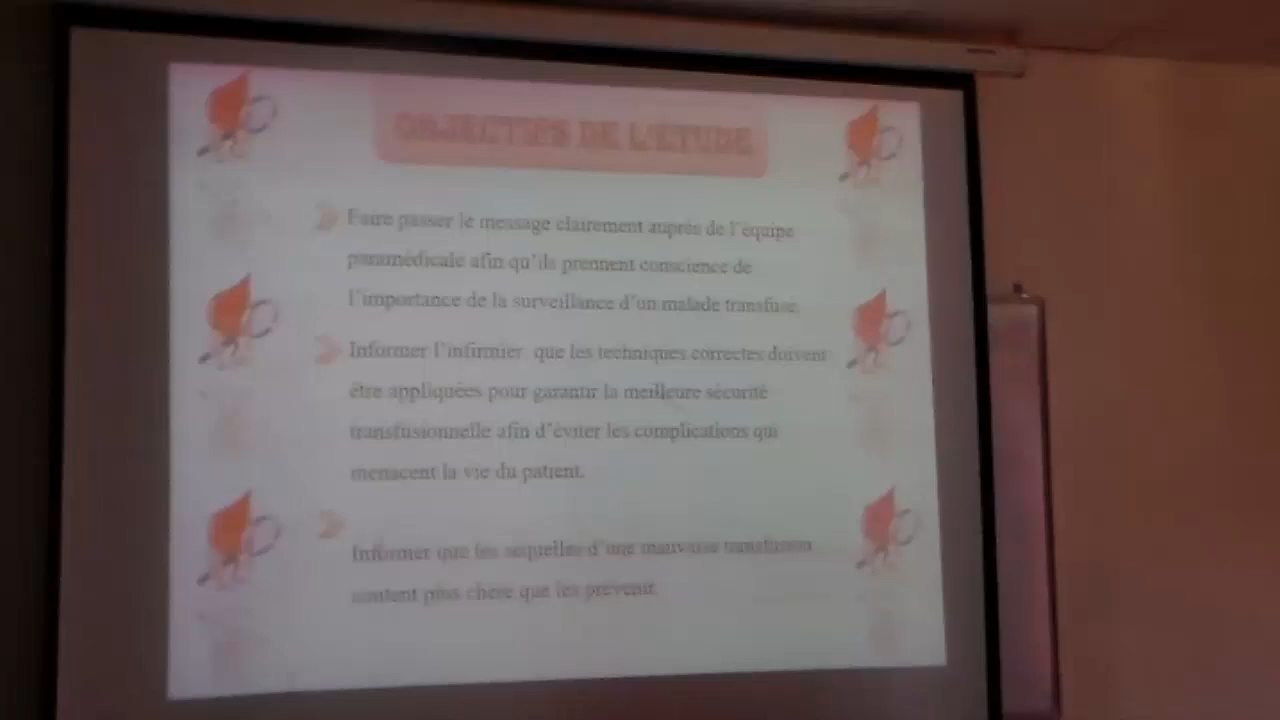 OBJECTIFS DE L'ETUDE
Faire passer le message clairement auprès de l'équipe
paramédicale afin qu'ils prennent conscience de
l'importance de la surveillance d'un malade transfusé.
Informer l'infirmier que les techniques correctes doivent
être appliquées pour garantir la meilleure sécurité
transfusionnelle afin d'éviter les complications qui
menacent la vie du patient.
Informer que les séquelles d'une mauvaise transfusion
coutent plus chère que les prévenir.